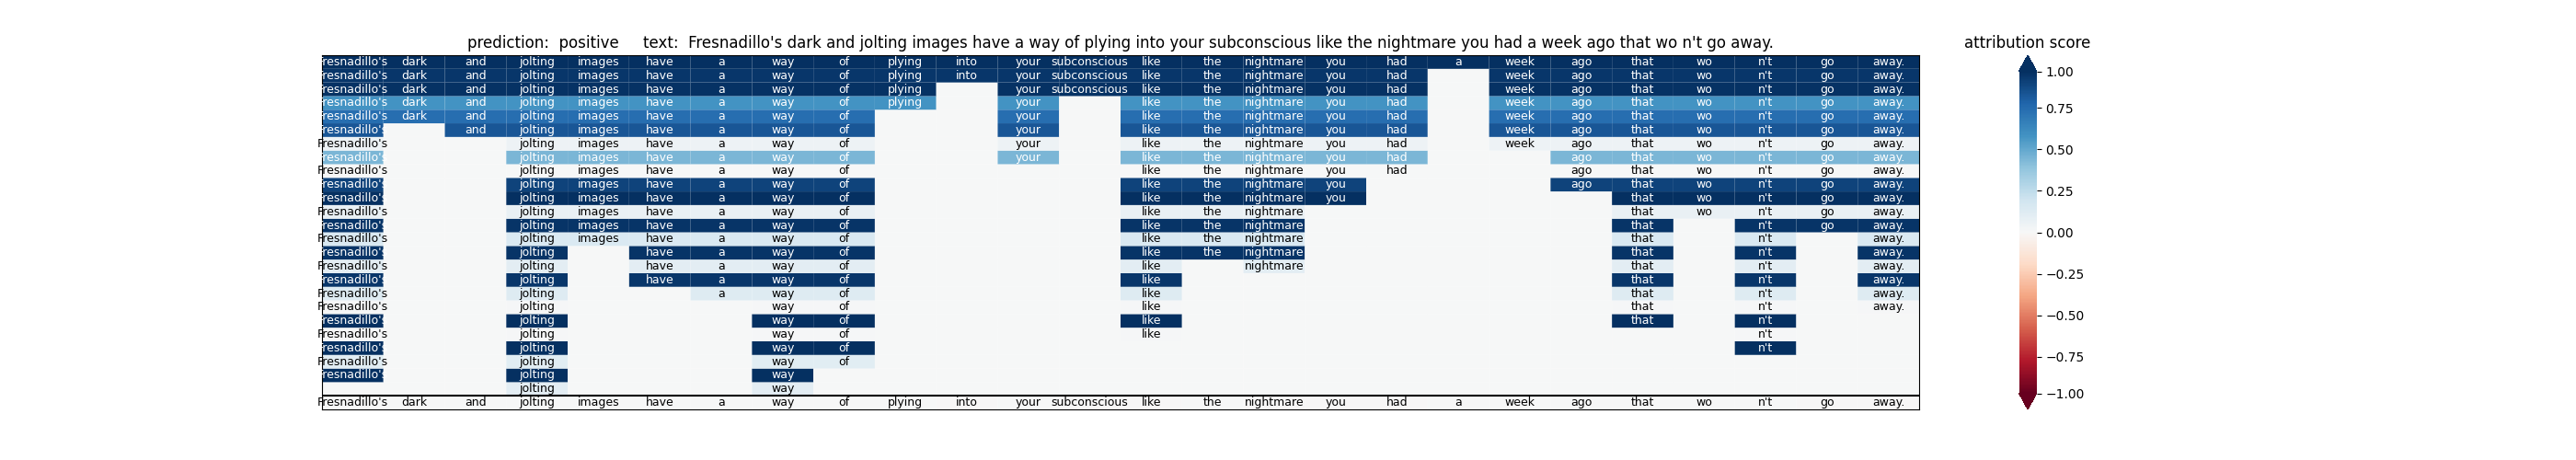 prediction: positive text: Fresnadillo's dark and jolting images have a way of plying into your subconscious like the nightmare you had a week ago that wo n't go away.
attribution score
Fresnadillo's dark and jolting images have a way of plying into your subconscious like the nightmare you had a week ago that wo n't go away.
Fresnadillo's dark and jolting images have a way of plying into your subconscious like the nightmare you had week ago that wo n't go away.
Fresnadillo's dark and jolting images have a way of plying your subconscious like the nightmare you had week ago that wo n't go away.
Fresnadillo's dark and jolting images have a way of plying your like the nightmare you had week ago that wo n't go away.
Fresnadillo's dark and jolting images have a way of your like the nightmare you had week ago that wo n't go away.
Fresnadillo's and jolting images have a way of your like the nightmare you had week ago that wo n't go away.
Fresnadillo's jolting images have a way of your like the nightmare you had week ago that wo n't go away.
Fresnadillo's jolting images have a way of your like the nightmare you had ago that wo n't go away.
Fresnadillo's jolting images have a way of like the nightmare you had ago that wo n't go away.
Fresnadillo's jolting images have a way of like the nightmare you ago that wo n't go away.
Fresnadillo's jolting images have a way of like the nightmare you that wo n't go away.
Fresnadillo's jolting images have a way of like the nightmare that wo n't go away.
Fresnadillo's jolting images have a way of like the nightmare that n't go away.
Fresnadillo's jolting images have a way of like the nightmare that n't away.
Fresnadillo's jolting have a way of like the nightmare that n't away.
Fresnadillo's jolting have a way of like nightmare that n't away.
Fresnadillo's jolting have a way of like that n't away.
Fresnadillo's jolting a way of like that n't away.
Fresnadillo's jolting way of like that n't away.
Fresnadillo's jolting way of like that n't
Fresnadillo's jolting way of like n't
Fresnadillo's jolting way of n't
Fresnadillo's jolting way of
Fresnadillo's jolting way
jolting way
Fresnadillo's dark and jolting images have a way of plying into your subconscious like the nightmare you had a week ago that wo n't go away.
1.00
0.75
0.50
0.25
0.00
−0.25
−0.50
−0.75
−1.00